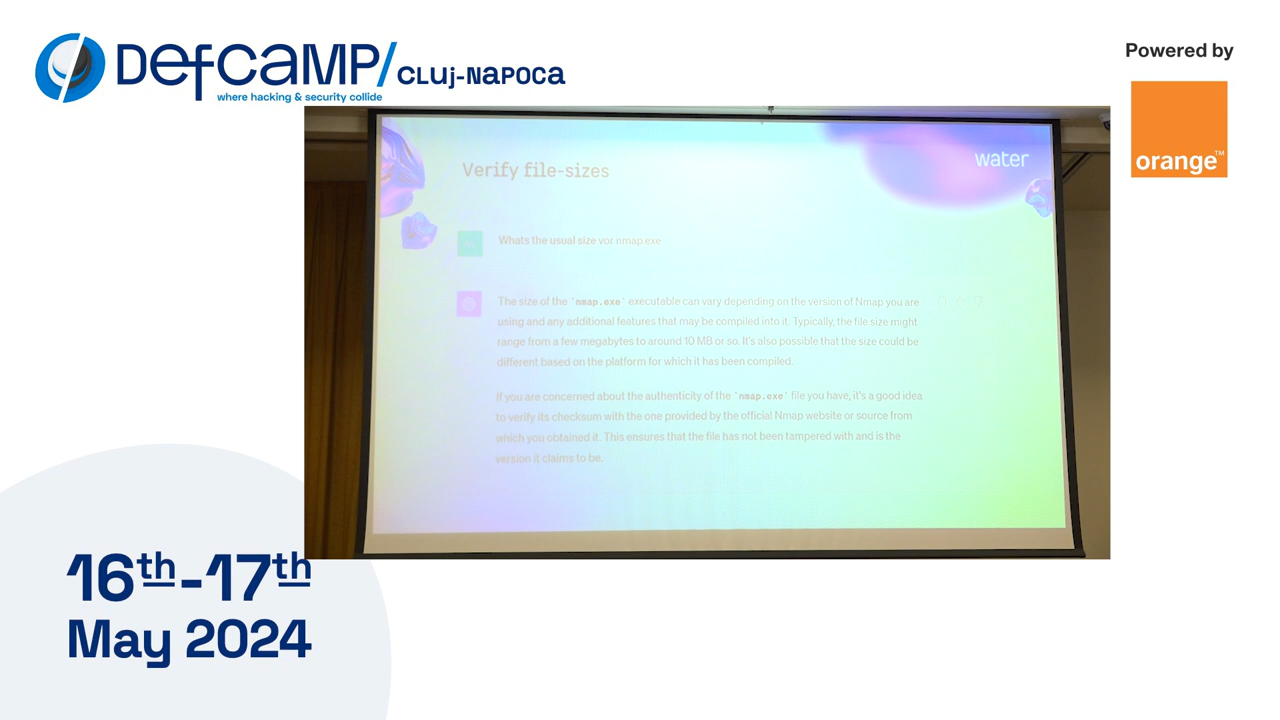 DefCaMP/CLUj-NaPOCa
where hacking & security collide
Powered by
orange™
water
Verify file-sizes
Whats the usual size vor nmap.exe
The size of the `nmap.exe` executable can vary depending on the version of Nmap you are
using and any additional features that may be compiled into it. Typically, the file size might
range from a few megabytes to around 10 MB or so. It's also possible that the size could be
different based on the platform for which it has been compiled.
If you are concerned about the authenticity of the `nmap.exe` file you have, it's a good idea
to verify its checksum with the one provided by the official Nmap website or source from
which you obtained it. This ensures that the file has not been tampered with and is the
version it claims to be.
16th-17th
May 2024